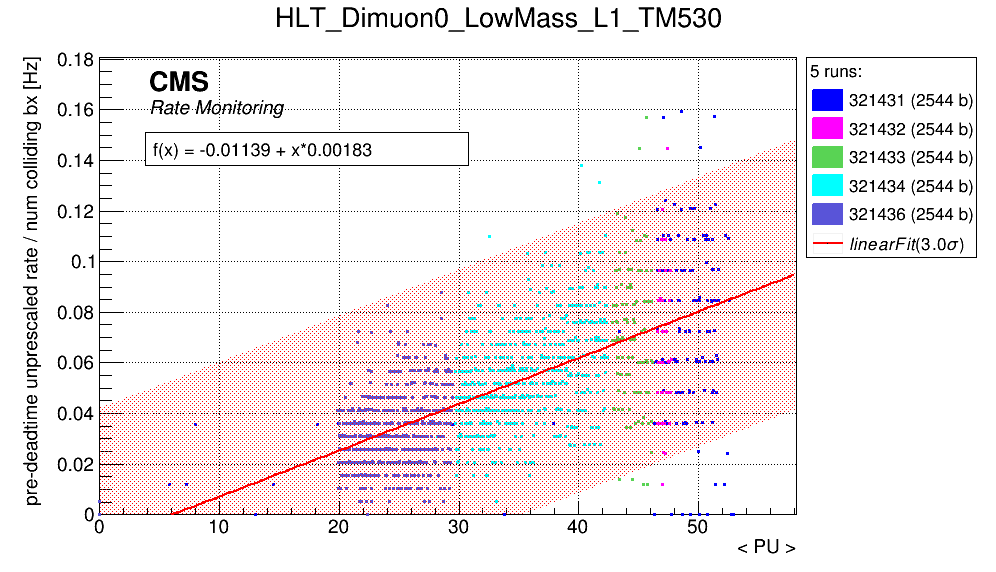 HLT_Dimuon0_LowMass_L1_TM530
pre-deadtime unprescaled rate / num colliding bx [Hz]
0.18
0.16
0.14
0.12
0.1
0.08
0.06
0.04
0.02
0
CMS
Rate Monitoring
f(x) = -0.01139 + x*0.00183
0 10 20 30 40 50
< PU >
5 runs:
321431 (2544 b)
321432 (2544 b)
321433 (2544 b)
321434 (2544 b)
321436 (2544 b)
linearFit(3.0σ)